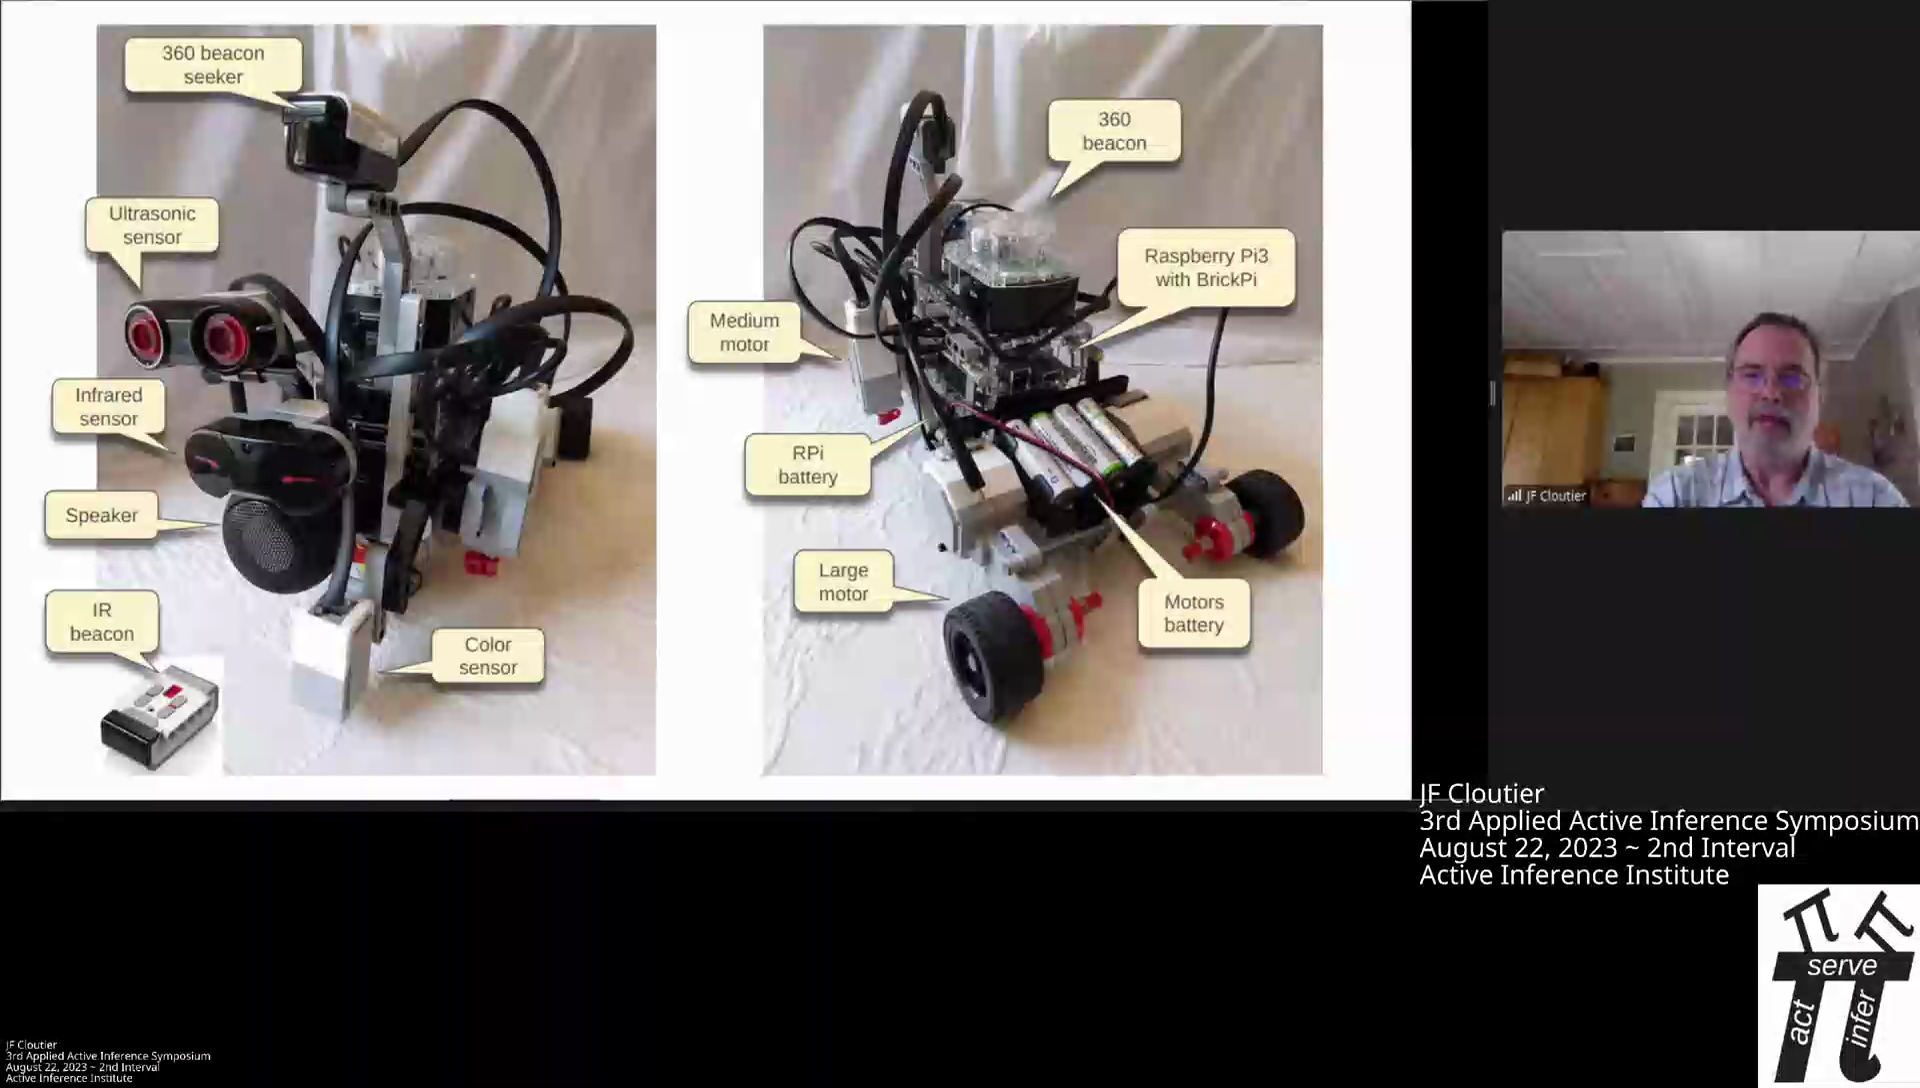 360 beacon
seeker
Ultrasonic
sensor
Infrared
sensor
Speaker
IR
beacon
Color
sensor
360
beacon
Raspberry Pi3
with BrickPi
Medium
motor
RPi
battery
Large
motor
Motors
battery
JF Cloutier
JF Cloutier
3rd Applied Active Inference Symposium
August 22, 2023 ~ 2nd Interval
Active Inference Institute
serve
act
infer
JF Cloutier
3rd Applied Active Inference Symposium
August 22, 2023 ~ 2nd Interval
Active Inference Institute